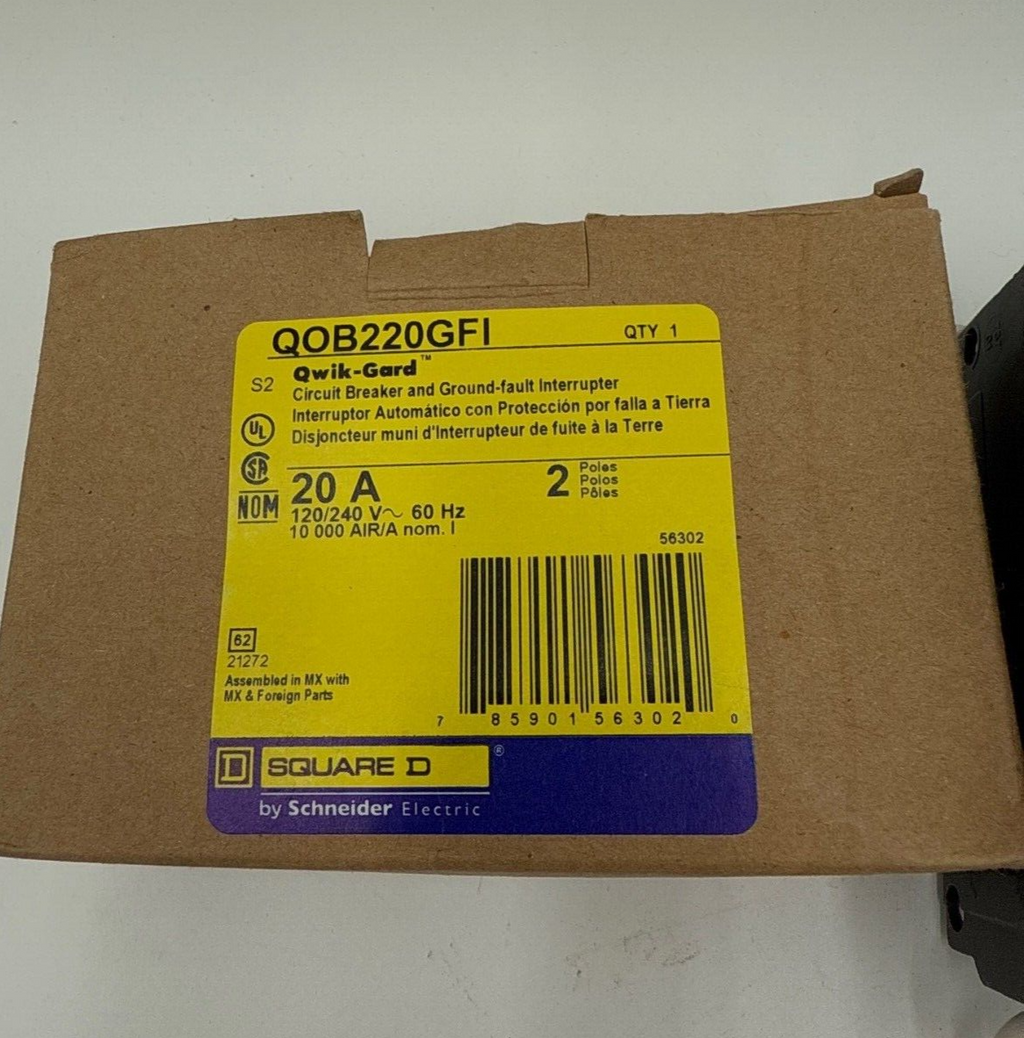 QOB220GFI
QTY 1
Qwik-Gard™
S2
Circuit Breaker and Ground-fault Interrupter
Interruptor Automático con Protección por falla a Tierra
Disjoncteur muni d'Interrupteur de fuite à la Terre
UL
SA
NOM
20 A
120/240 V~ 60 Hz
10 000 AIR/A nom. I
2
Poles
Polos
Pôles
56302
62
21272
Assembled in MX with
MX & Foreign Parts
7 85901 56302 0
D SQUARE D ®
by Schneider Electric